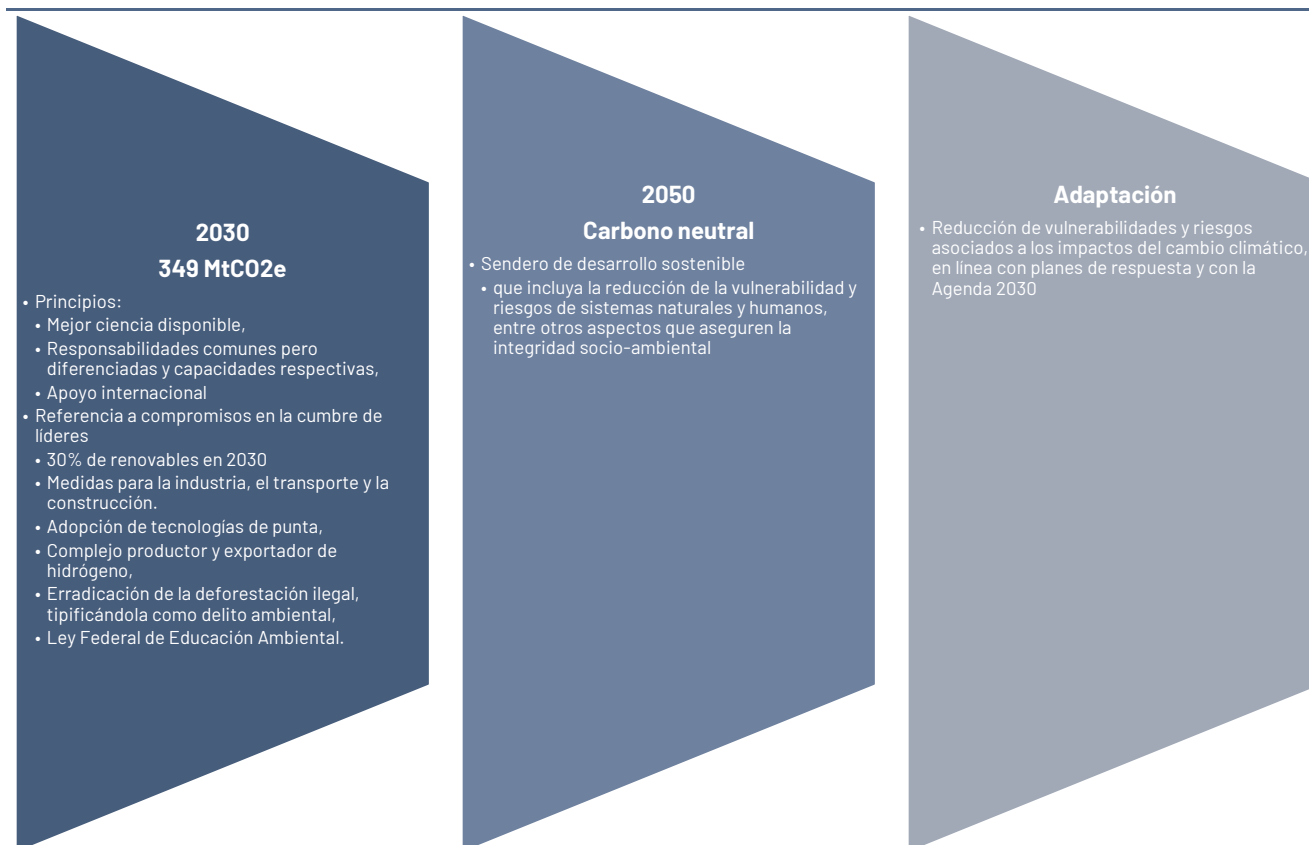 2030
349 MtCO2e
• Principios:
• Mejor ciencia disponible,
• Responsabilidades comunes pero
diferenciadas y capacidades respectivas,
• Apoyo internacional
• Referencia a compromisos en la cumbre de
líderes
• 30% de renovables en 2030
• Medidas para la industria, el transporte y la
construcción.
• Adopción de tecnologías de punta,
• Complejo productor y exportador de
hidrógeno,
• Erradicación de la deforestación ilegal,
tipificándola como delito ambiental,
• Ley Federal de Educación Ambiental.
2050
Carbono neutral
• Sendero de desarrollo sostenible
• que incluya la reducción de la vulnerabilidad y
riesgos de sistemas naturales y humanos,
entre otros aspectos que aseguren la
integridad socio-ambiental
Adaptación
• Reducción de vulnerabilidades y riesgos
asociados a los impactos del cambio climático,
en línea con planes de respuesta y con la
Agenda 2030